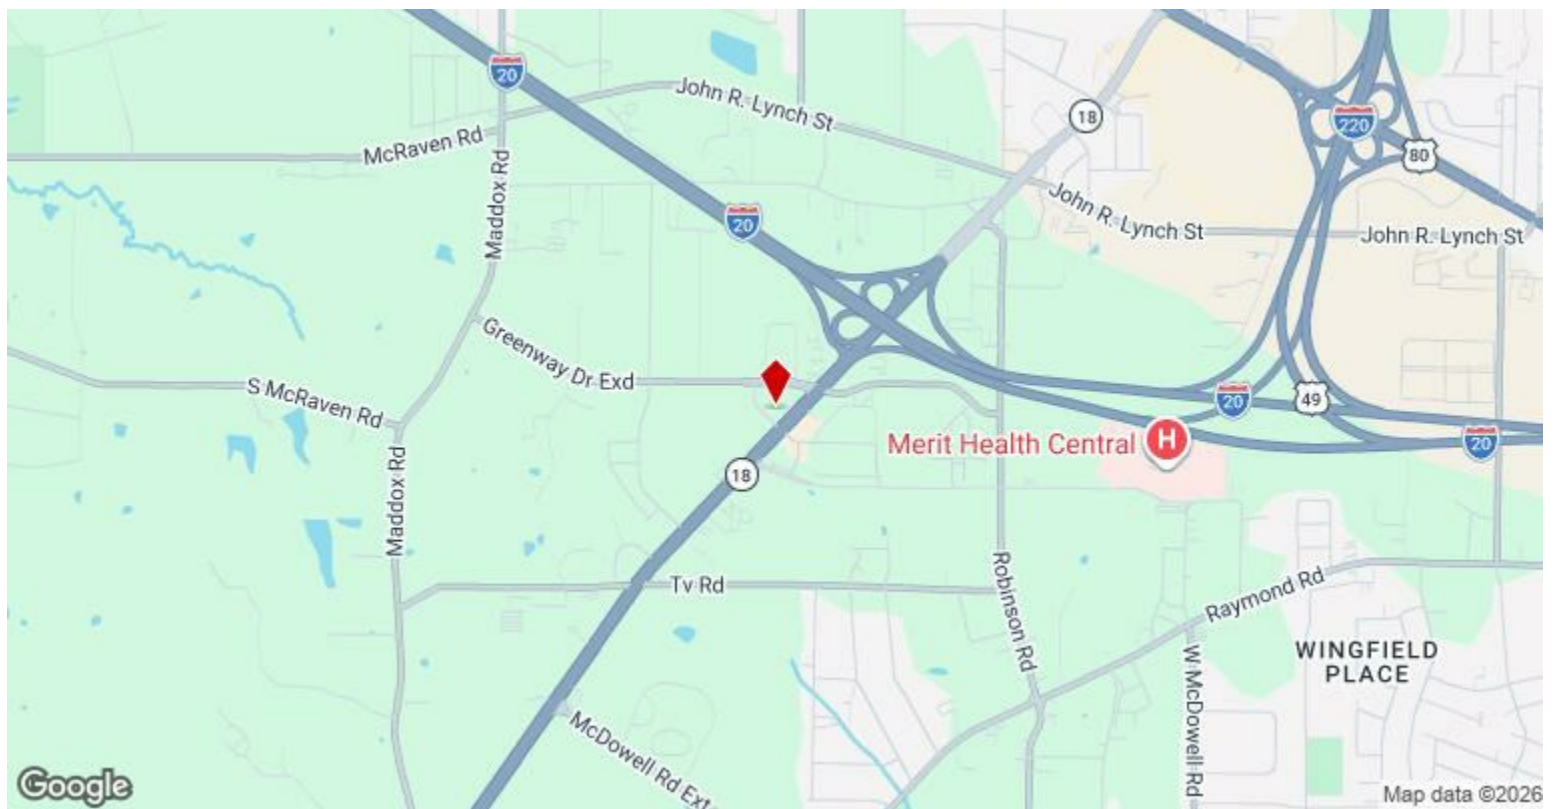 20
John R. Lynch St
18
220
80
McRaven Rd
Maddox Rd
John R. Lynch St
John R. Lynch St
20
Greenway Dr Exd
S McRaven Rd
20
49
20
Merit Health Central
H
18
Maddox Rd
Tv Rd
Robinson Rd
Raymond Rd
WINGFIELD
PLACE
W McDowell Rd
McDowell Rd Ext
Google
Map data ©2026